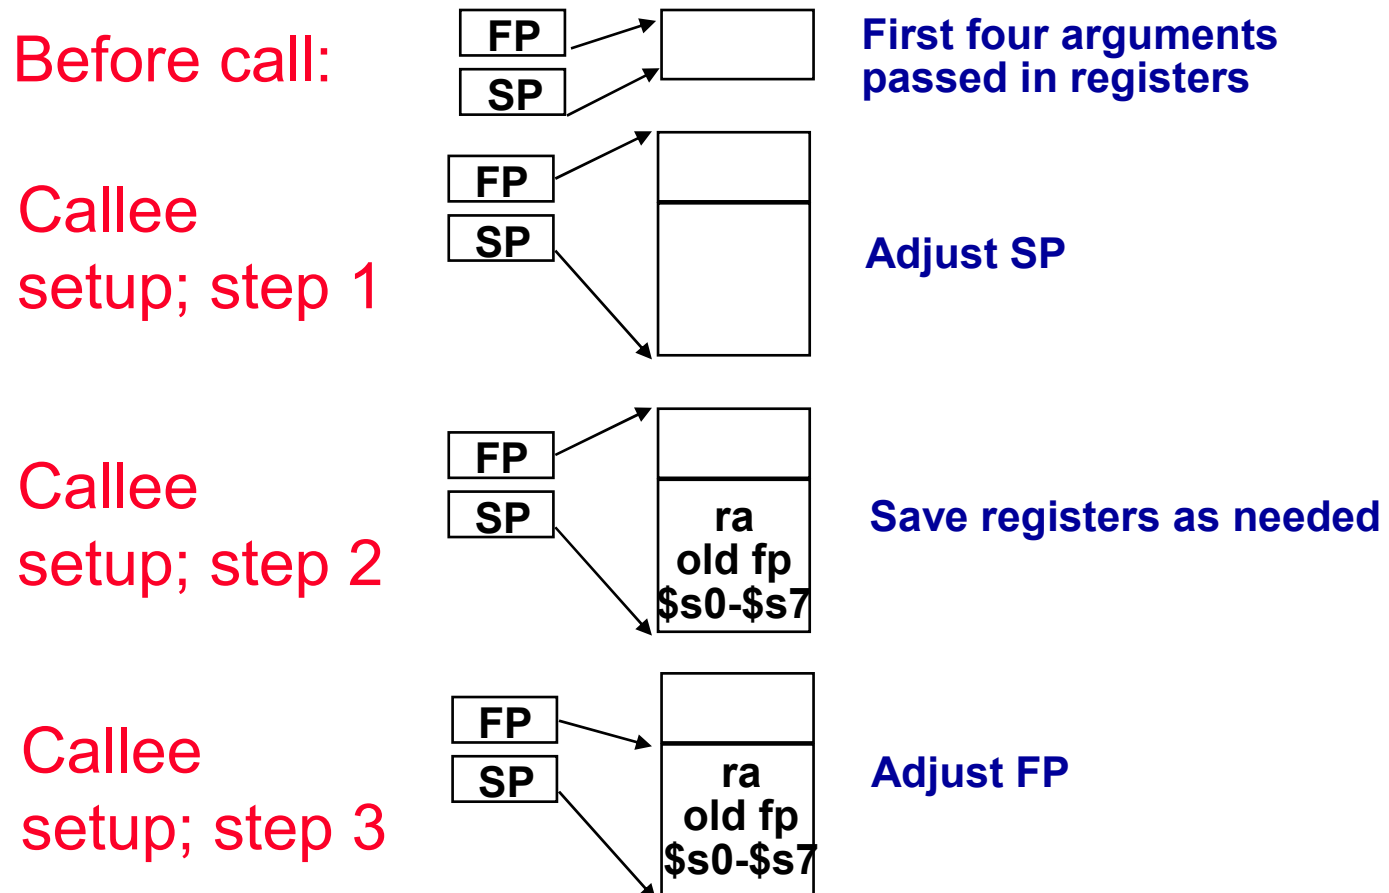 Before call:
FP
SP
First four arguments
passed in registers
Callee
setup; step 1
FP
SP
Adjust SP
Callee
setup; step 2
FP
SP
ra
old fp
$s0-$s7
Save registers as needed
Callee
setup; step 3
FP
SP
ra
old fp
$s0-$s7
Adjust FP